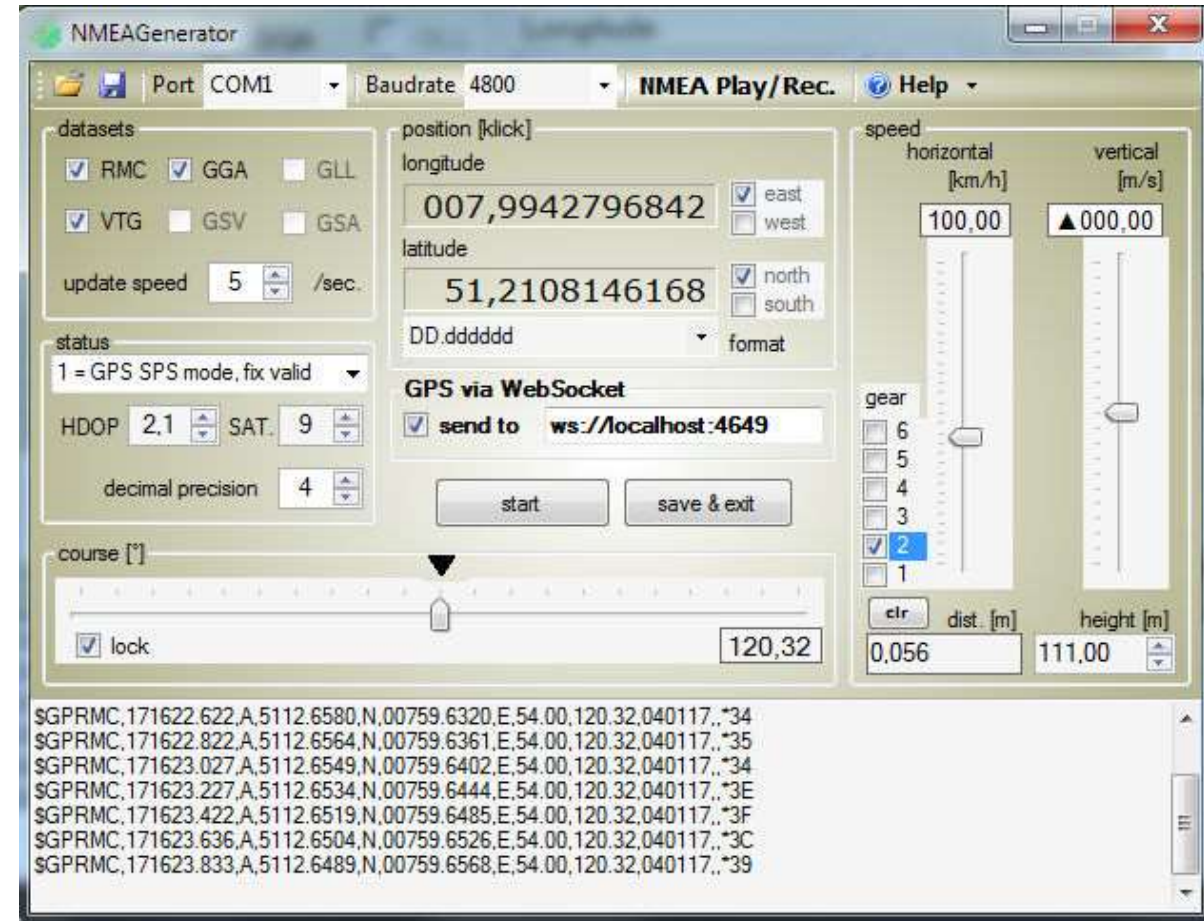 NMEAGenerator
Port COM1 Baudrate 4800 NMEA Play/Rec. Help
datasets
RMC GGA GLL
VTG GSV GSA
update speed 5 /sec.
status
1 = GPS SPS mode, fix valid
HDOP 2,1 SAT. 9
decimal precision 4
position [klick]
longitude
007,9942796842 east
west
latitude
51,2108146168 north
south
DD.dddddd format
GPS via WebSocket
send to ws://localhost:4649
start save & exit
course [°]
lock 120,32
speed
horizontal vertical
[km/h] [m/s]
100,00 ▲000,00
gear
6
5
4
3
2
1
clr dist. [m] height [m]
0,056 111,00
$GPRMC,171622.622,A,5112.6580,N,00759.6320,E,54.00,120.32,040117,,*34
$GPRMC,171622.822,A,5112.6564,N,00759.6361,E,54.00,120.32,040117,,*35
$GPRMC,171623.027,A,5112.6549,N,00759.6402,E,54.00,120.32,040117,,*34
$GPRMC,171623.227,A,5112.6534,N,00759.6444,E,54.00,120.32,040117,,*3E
$GPRMC,171623.422,A,5112.6519,N,00759.6485,E,54.00,120.32,040117,,*3F
$GPRMC,171623.636,A,5112.6504,N,00759.6526,E,54.00,120.32,040117,,*3C
$GPRMC,171623.833,A,5112.6489,N,00759.6568,E,54.00,120.32,040117,,*39